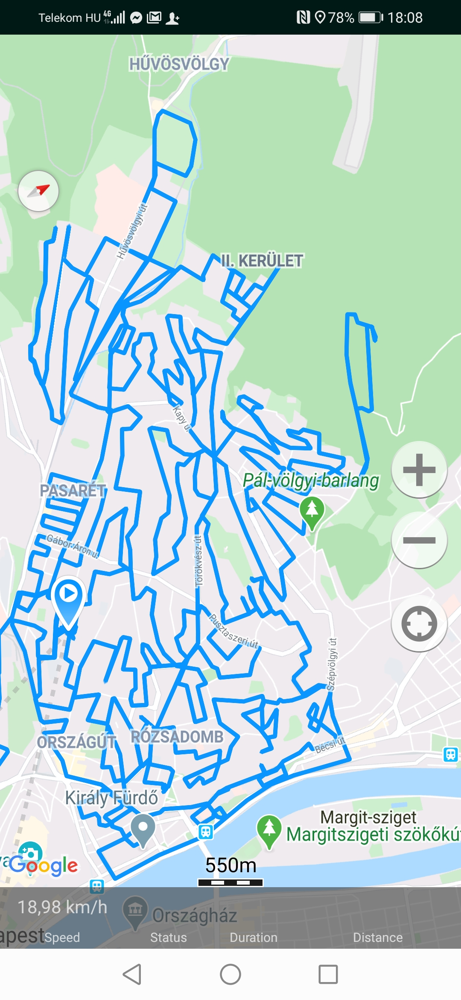 Telekom HU 4G 78% 18:08
HŰVÖSVÖLGY
Hűvösvölgyi út
II. KERÜLET
Kapy u.
Pál-völgyi-barlang
PASARÉT
Gábor Áron u.
Törökvész út
Pusztaszeri út
Szépvölgyi út
ORSZÁGÚT
RÓZSADOMB
Bécsi út
Király Fürdő
Margit-sziget
Margitszigeti szökőkút
Google
550m
18,98 km/h
Országház
apest
Speed Status Duration Distance